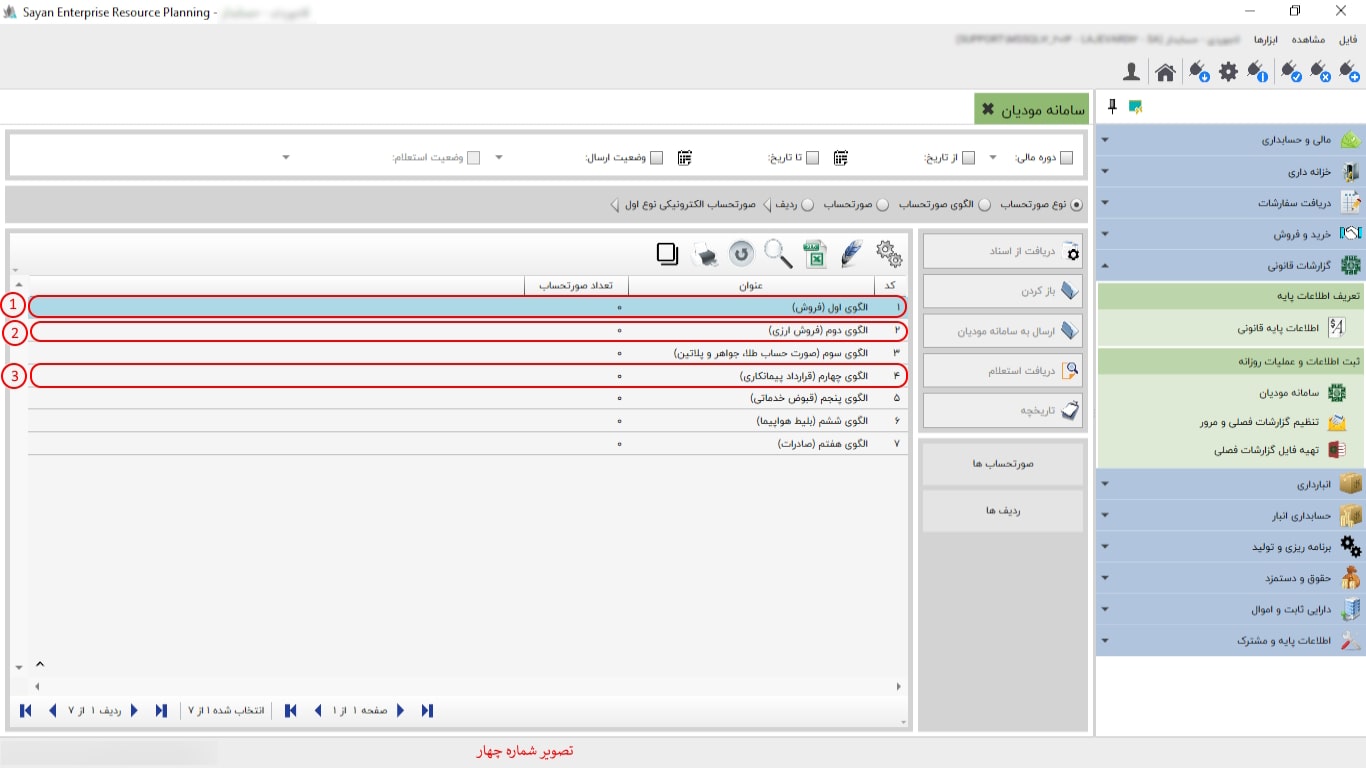 Sayan Enterprise Resource Planning -
فایل مشاهده ابزارها
سامانه مودیان
دوره مالی: از تاریخ: تا تاریخ: وضعیت ارسال: وضعیت استعلام:
نوع صورتحساب الگوی صورتحساب صورتحساب ردیف صورتحساب الکترونیکی نوع اول
مالی و حسابداری
خزانه داری
دریافت سفارشات
خرید و فروش
گزارشات قانونی
تعریف اطلاعات پایه
اطلاعات پایه قانونی
ثبت اطلاعات و عملیات روزانه
سامانه مودیان
تنظیم گزارشات فصلی و مرور
تهیه فایل گزارشات فصلی
انبارداری
حسابداری انبار
برنامه ریزی و تولید
حقوق و دستمزد
دارایی ثابت و اموال
اطلاعات پایه و مشترک
دریافت از اسناد
باز کردن
ارسال به سامانه مودیان
دریافت استعلام
تاریخچه
صورتحساب ها
ردیف ها
کد عنوان تعداد صورتحساب
۱ الگوی اول (فروش) ۰ 1
۲ الگوی دوم (فروش ارزی) ۰ 2
۳ الگوی سوم (صورت حساب طلا، جواهر و پلاتین) ۰
۴ الگوی چهارم (قرارداد پیمانکاری) ۰ 3
۵ الگوی پنجم (قبوض خدماتی) ۰
۶ الگوی ششم (بلیط هواپیما) ۰
۷ الگوی هفتم (صادرات) ۰
صفحه ۱ از ۱ انتخاب شده ۱ از ۷ ردیف ۱ از ۷
تصویر شماره چهار